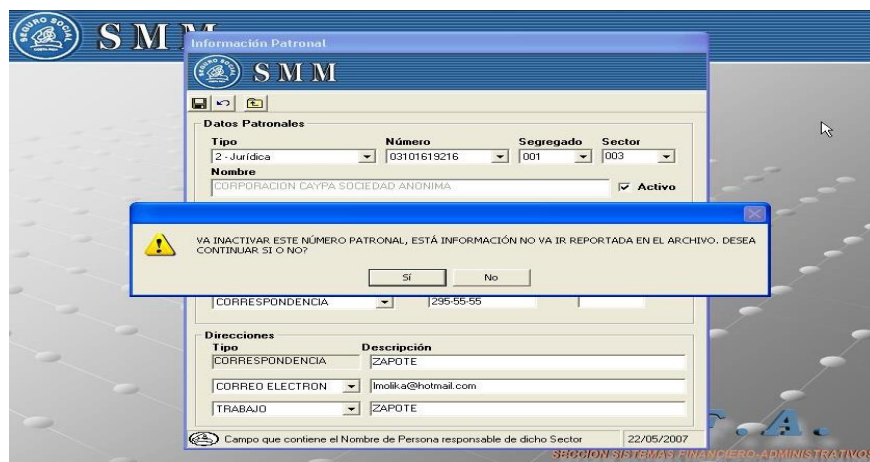 SEGURO SOCIAL
S M M
Información Patronal
S M M
Datos Patronales
Tipo Número Segregado Sector
2 - Jurídica 03101619216 001 003
Nombre
CORPORACION CAYPA SOCIEDAD ANONIMA Activo
VA INACTIVAR ESTE NÚMERO PATRONAL, ESTÁ INFORMACIÓN NO VA IR REPORTADA EN EL ARCHIVO. DESEA
CONTINUAR SI O NO?
Sí No
CORRESPONDENCIA 295-55-55
Direcciones
Tipo Descripción
CORRESPONDENCIA ZAPOTE
CORREO ELECTRON lmolika@hotmail.com
TRABAJO ZAPOTE
Campo que contiene el Nombre de Persona responsable de dicho Sector 22/05/2007
F. A.
SECCION SISTEMAS FINANCIERO-ADMINISTRATIVOS